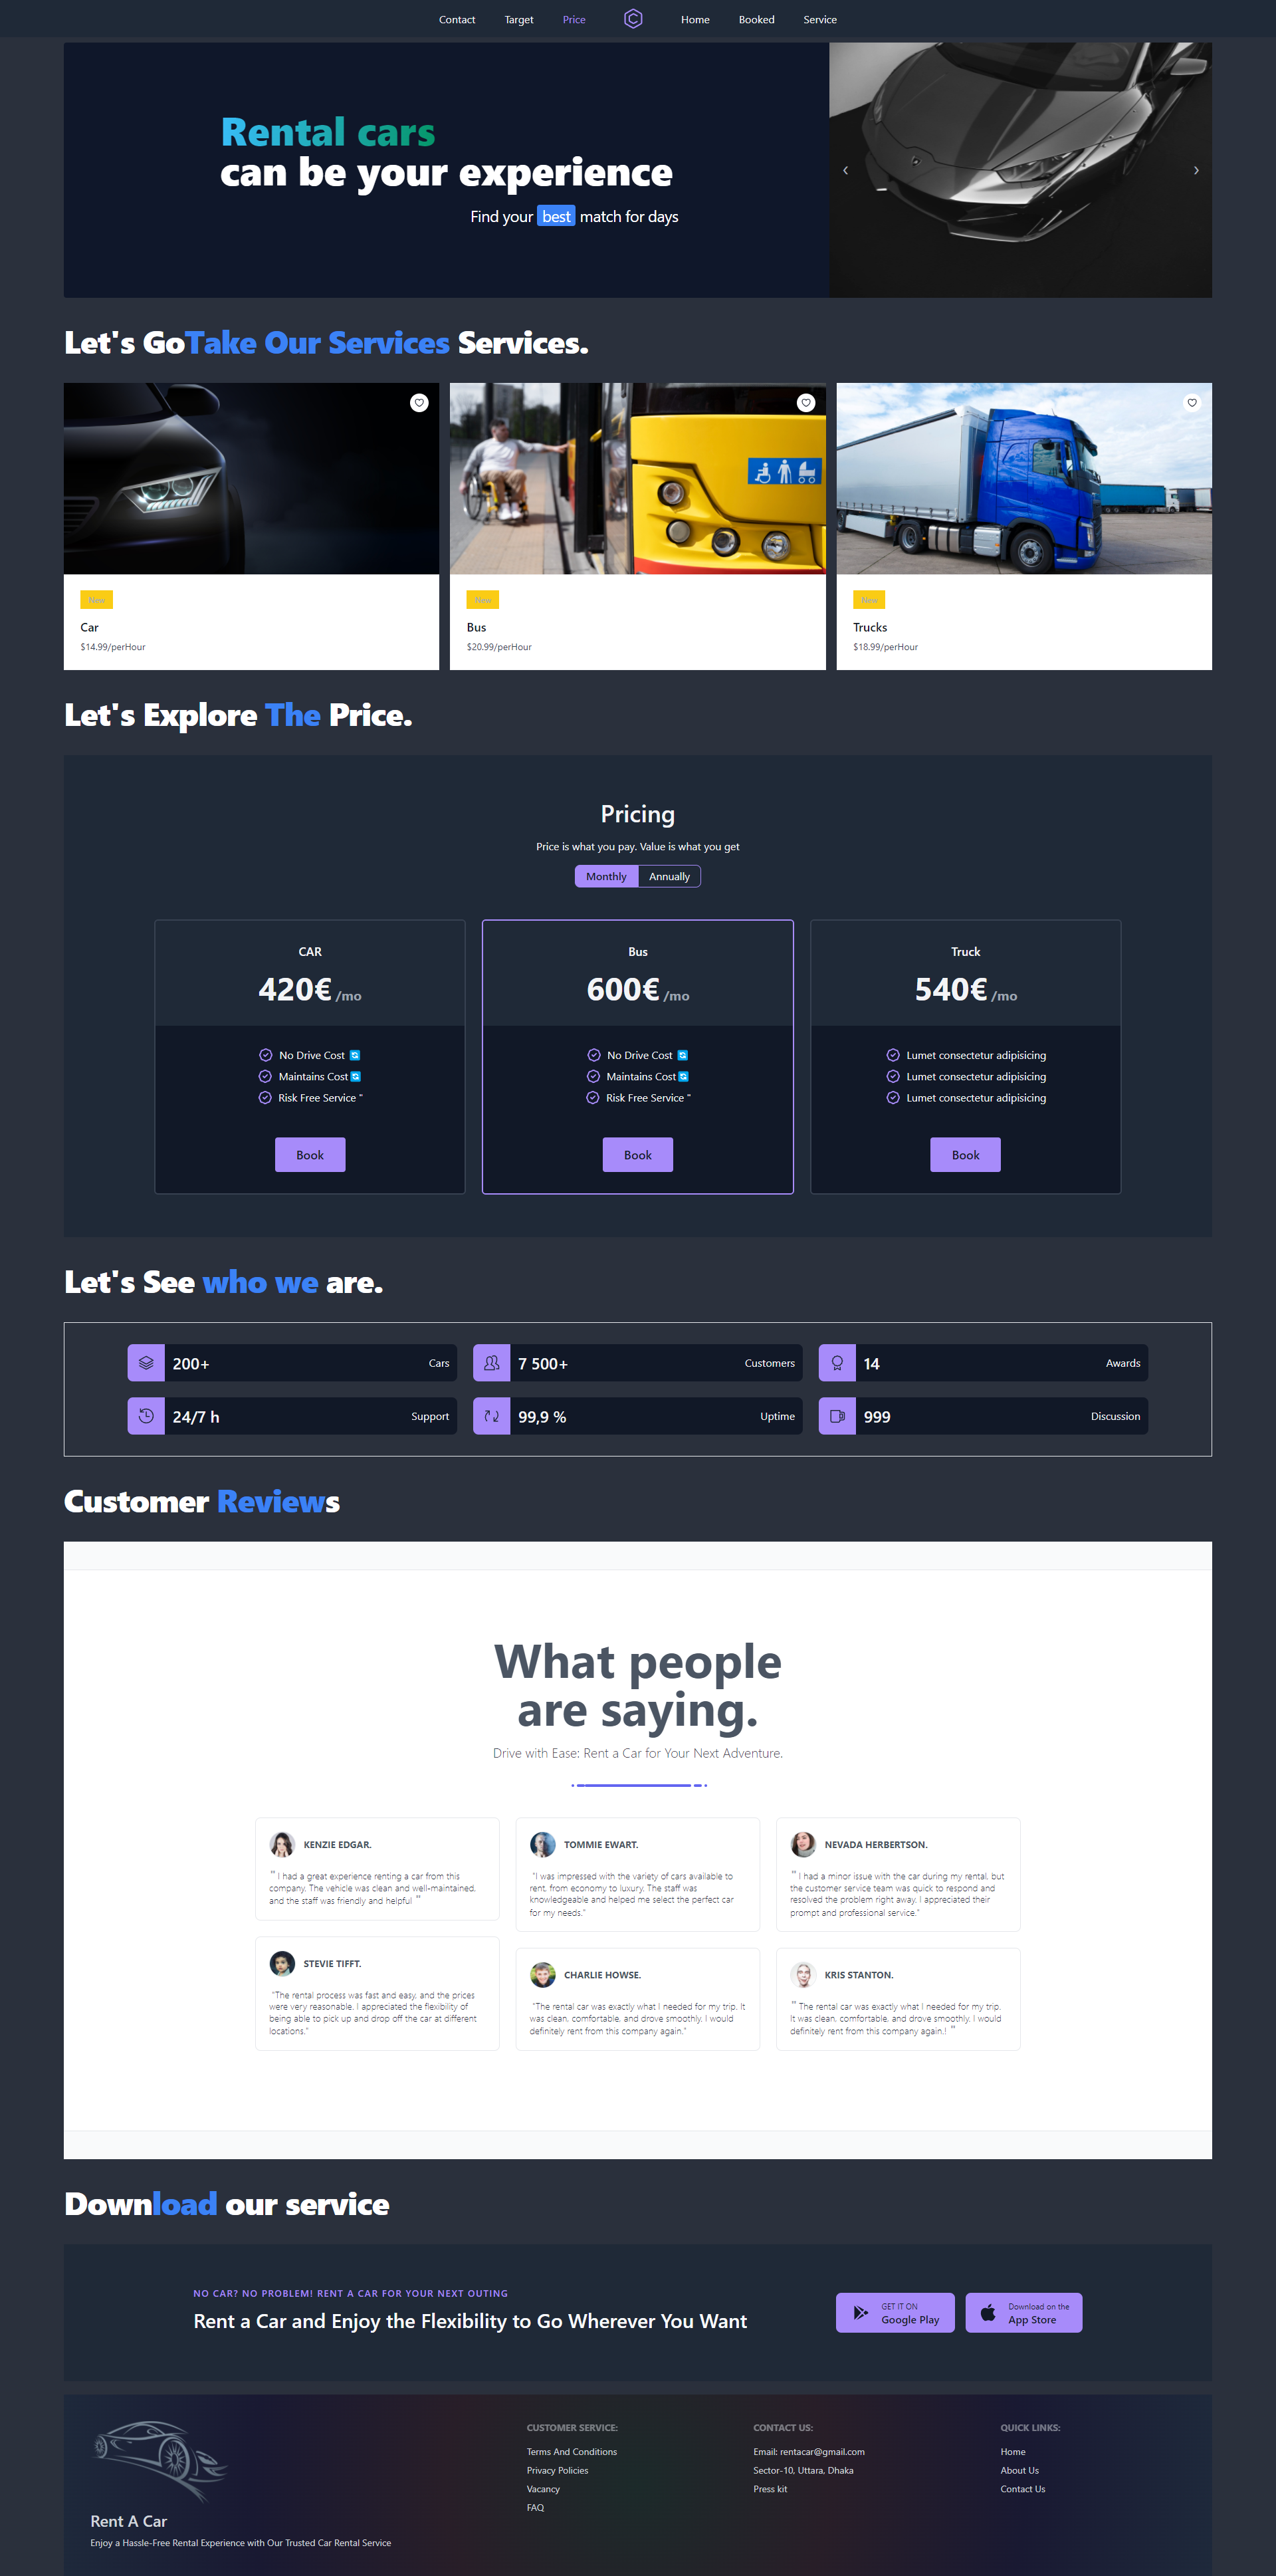 Contact Target Price Home Booked Service
Rental cars
can be your experience
Find your best match for days
Let's GoTake Our Services Services.
New
Car
$14.99/perHour
New
Bus
$20.99/perHour
New
Trucks
$18.99/perHour
Let's Explore The Price.
Pricing
Price is what you pay. Value is what you get
Monthly Annually
CAR
420€ /mo
No Drive Cost
Maintains Cost
Risk Free Service "
Book
Bus
600€ /mo
No Drive Cost
Maintains Cost
Risk Free Service "
Book
Truck
540€ /mo
Lumet consectetur adipisicing
Lumet consectetur adipisicing
Lumet consectetur adipisicing
Book
Let's See who we are.
200+ Cars
7 500+ Customers
14 Awards
24/7 h Support
99,9 % Uptime
999 Discussion
Customer Reviews
What people
are saying.
Drive with Ease: Rent a Car for Your Next Adventure.
KENZIE EDGAR.
" I had a great experience renting a car from this
company. The vehicle was clean and well-maintained,
and the staff was friendly and helpful "
STEVIE TIFFT.
"The rental process was fast and easy, and the prices
were very reasonable. I appreciated the flexibility of
being able to pick up and drop off the car at different
locations."
TOMMIE EWART.
"I was impressed with the variety of cars available to
rent, from economy to luxury. The staff was
knowledgeable and helped me select the perfect car
for my needs."
CHARLIE HOWSE.
"The rental car was exactly what I needed for my trip. It
was clean, comfortable, and drove smoothly. I would
definitely rent from this company again."
NEVADA HERBERTSON.
" I had a minor issue with the car during my rental, but
the customer service team was quick to respond and
resolved the problem right away. I appreciated their
prompt and professional service."
KRIS STANTON.
" The rental car was exactly what I needed for my trip.
It was clean, comfortable, and drove smoothly. I would
definitely rent from this company again.! "
Download our service
NO CAR? NO PROBLEM! RENT A CAR FOR YOUR NEXT OUTING
Rent a Car and Enjoy the Flexibility to Go Wherever You Want
GET IT ON
Google Play
Download on the
App Store
Rent A Car
Enjoy a Hassle-Free Rental Experience with Our Trusted Car Rental Service
CUSTOMER SERVICE:
Terms And Conditions
Privacy Policies
Vacancy
FAQ
CONTACT US:
Email: rentacar@gmail.com
Sector-10, Uttara, Dhaka
Press kit
QUICK LINKS:
Home
About Us
Contact Us